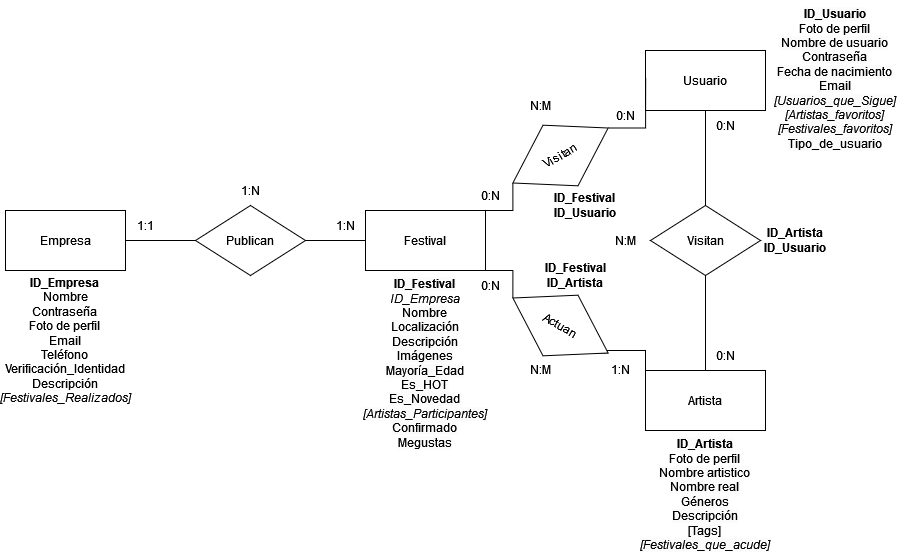 ID_Usuario
Foto de perfil
Nombre de usuario
Contraseña
Fecha de nacimiento
Email
[Usuarios_que_Sigue]
[Artistas_favoritos]
[Festivales_favoritos]
Tipo_de_usuario
Usuario
N:M
0:N
0:N
Visitan
ID_Festival
ID_Usuario
0:N
1:N
Empresa
1:1
Publican
1:N
Festival
N:M
Visitan
ID_Artista
ID_Usuario
ID_Empresa
Nombre
Contraseña
Foto de perfil
Email
Teléfono
Verificación_Identidad
Descripción
[Festivales_Realizados]
ID_Festival
ID_Empresa
Nombre
Localización
Descripción
Imágenes
Mayoría_Edad
Es_HOT
Es_Novedad
[Artistas_Participantes]
Confirmado
Megustas
0:N
ID_Festival
ID_Artista
Actuan
N:M
1:N
0:N
Artista
ID_Artista
Foto de perfil
Nombre artistico
Nombre real
Géneros
Descripción
[Tags]
[Festivales_que_acude]